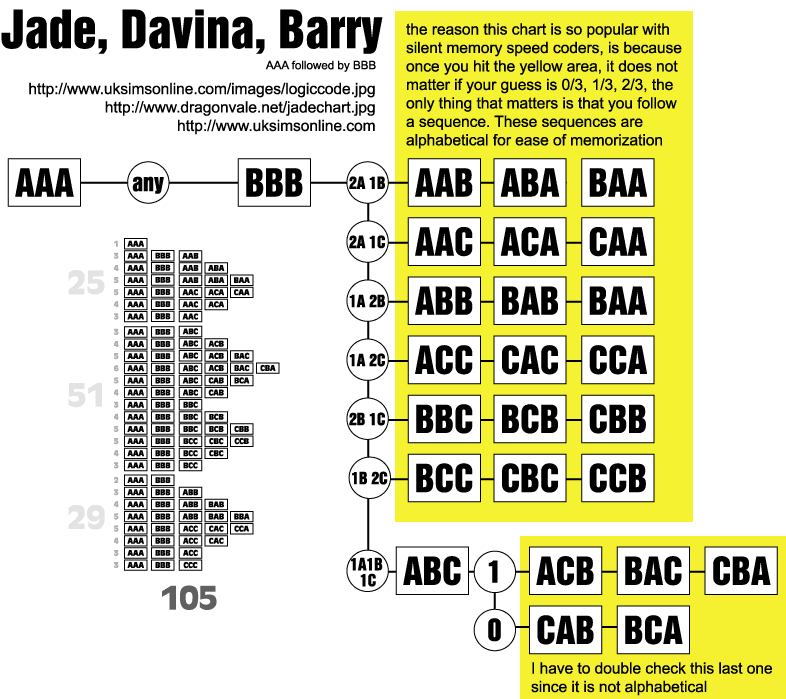 Jade, Davina, Barry
AAA followed by BBB
http://www.uksimsonline.com/images/logiccode.jpg
http://www.dragonvale.net/jadechart.jpg
http://www.uksimsonline.com
the reason this chart is so popular with
silent memory speed coders, is because
once you hit the yellow area, it does not
matter if your guess is 0/3, 1/3, 2/3, the
only thing that matters is that you follow
a sequence. These sequences are
alphabetical for ease of memorization
AAA any BBB 2A 1B AAB ABA BAA
2A 1C AAC ACA CAA
1A 2B ABB BAB BAA
1A 2C ACC CAC CCA
2B 1C BBC BCB CBB
1B 2C BCC CBC CCB
1A1B
1C
ABC 1 ACB BAC CBA
0 CAB BCA
I have to double check this last one
since it is not alphabetical
25
1 AAA
3 AAA BBB AAB
4 AAA BBB AAB ABA
5 AAA BBB AAB ABA BAA
5 AAA BBB AAC ACA CAA
4 AAA BBB AAC ACA
3 AAA BBB AAC
51
3 AAA BBB ABC
4 AAA BBB ABC ACB
5 AAA BBB ABC ACB BAC
6 AAA BBB ABC ACB BAC CBA
5 AAA BBB ABC CAB BCA
4 AAA BBB ABC CAB
3 AAA BBB BBC
4 AAA BBB BBC BCB
5 AAA BBB BBC BCB CBB
5 AAA BBB BCC CBC CCB
4 AAA BBB BCC CBC
3 AAA BBB BCC
29
2 AAA BBB
3 AAA BBB ABB
4 AAA BBB ABB BAB
5 AAA BBB ABB BAB BBA
5 AAA BBB ACC CAC CCA
4 AAA BBB ACC CAC
3 AAA BBB ACC
3 AAA BBB CCC
105